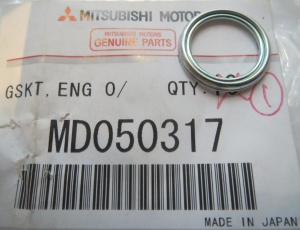 MITSUBISHI MOTOR
MITSUBISHI MOTORS
GENUINE PARTS
GSKT, ENG O/ QTY.
MD050317
MADE IN JAPAN